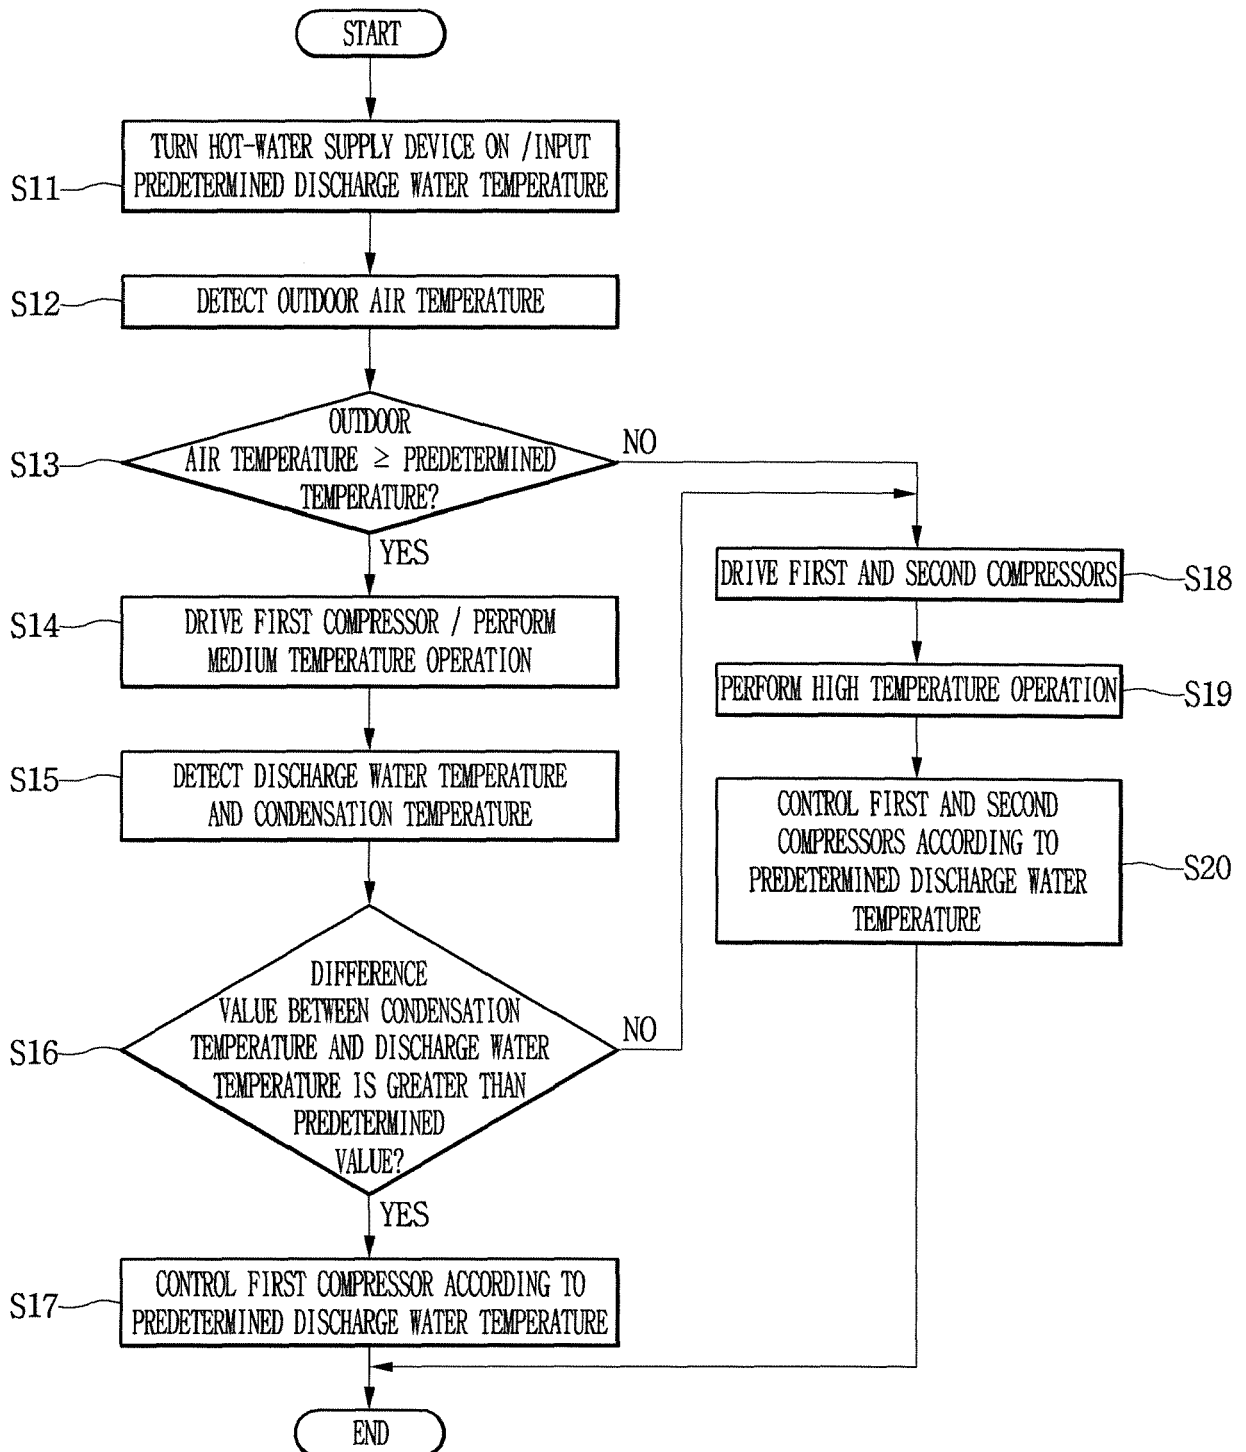 START
TURN HOT-WATER SUPPLY DEVICE ON /INPUT
PREDETERMINED DISCHARGE WATER TEMPERATURE
S11
DETECT OUTDOOR AIR TEMPERATURE
S12
OUTDOOR
AIR TEMPERATURE ≥ PREDETERMINED
TEMPERATURE?
S13
NO
YES
DRIVE FIRST COMPRESSOR / PERFORM
MEDIUM TEMPERATURE OPERATION
S14
DETECT DISCHARGE WATER TEMPERATURE
AND CONDENSATION TEMPERATURE
S15
DIFFERENCE
VALUE BETWEEN CONDENSATION
TEMPERATURE AND DISCHARGE WATER
TEMPERATURE IS GREATER THAN
PREDETERMINED
VALUE?
S16
NO
YES
CONTROL FIRST COMPRESSOR ACCORDING TO
PREDETERMINED DISCHARGE WATER TEMPERATURE
S17
DRIVE FIRST AND SECOND COMPRESSORS
S18
PERFORM HIGH TEMPERATURE OPERATION
S19
CONTROL FIRST AND SECOND
COMPRESSORS ACCORDING TO
PREDETERMINED DISCHARGE WATER
TEMPERATURE
S20
END